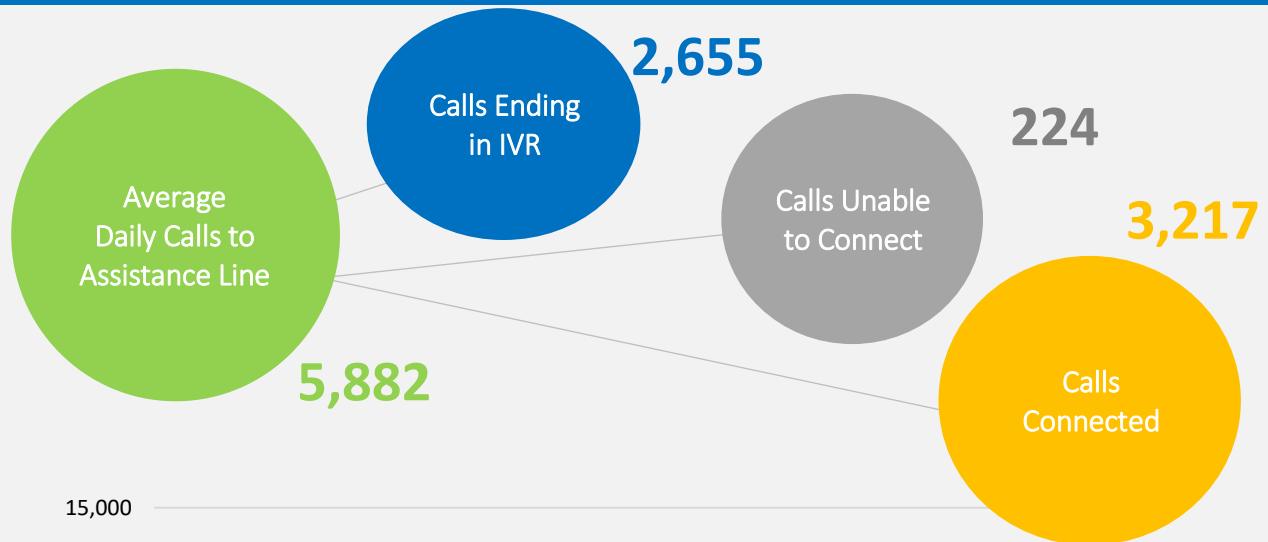 2,655
Calls Ending
in IVR
224
Average
Daily Calls to
Assistance Line
Calls Unable
to Connect
3,217
5,882
Calls
Connected
15,000